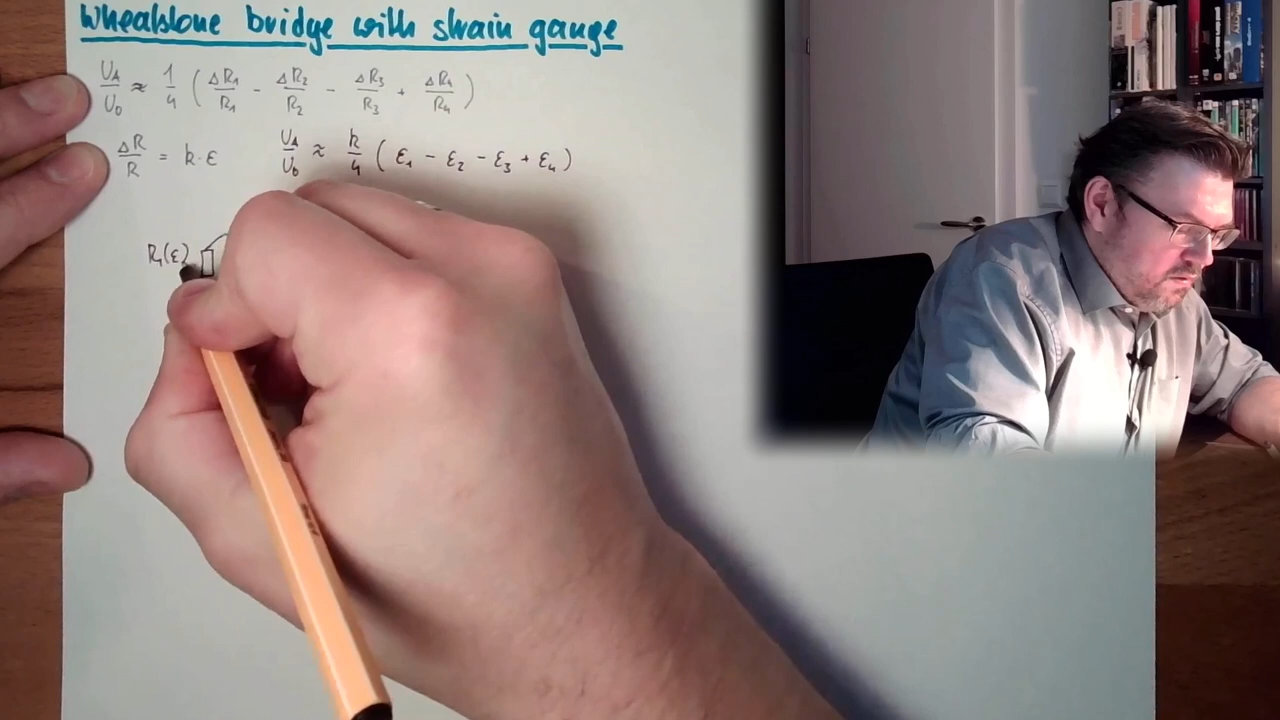 Wheatstone bridge with strain gauge
U_A/U_0 ≈ 1/4 ( ΔR_1/R_1 - ΔR_2/R_2 - ΔR_3/R_3 + ΔR_4/R_4 )
ΔR/R = k·ε U_A/U_0 ≈ k/4 ( ε_1 - ε_2 - ε_3 + ε_4 )
R_1(ε)